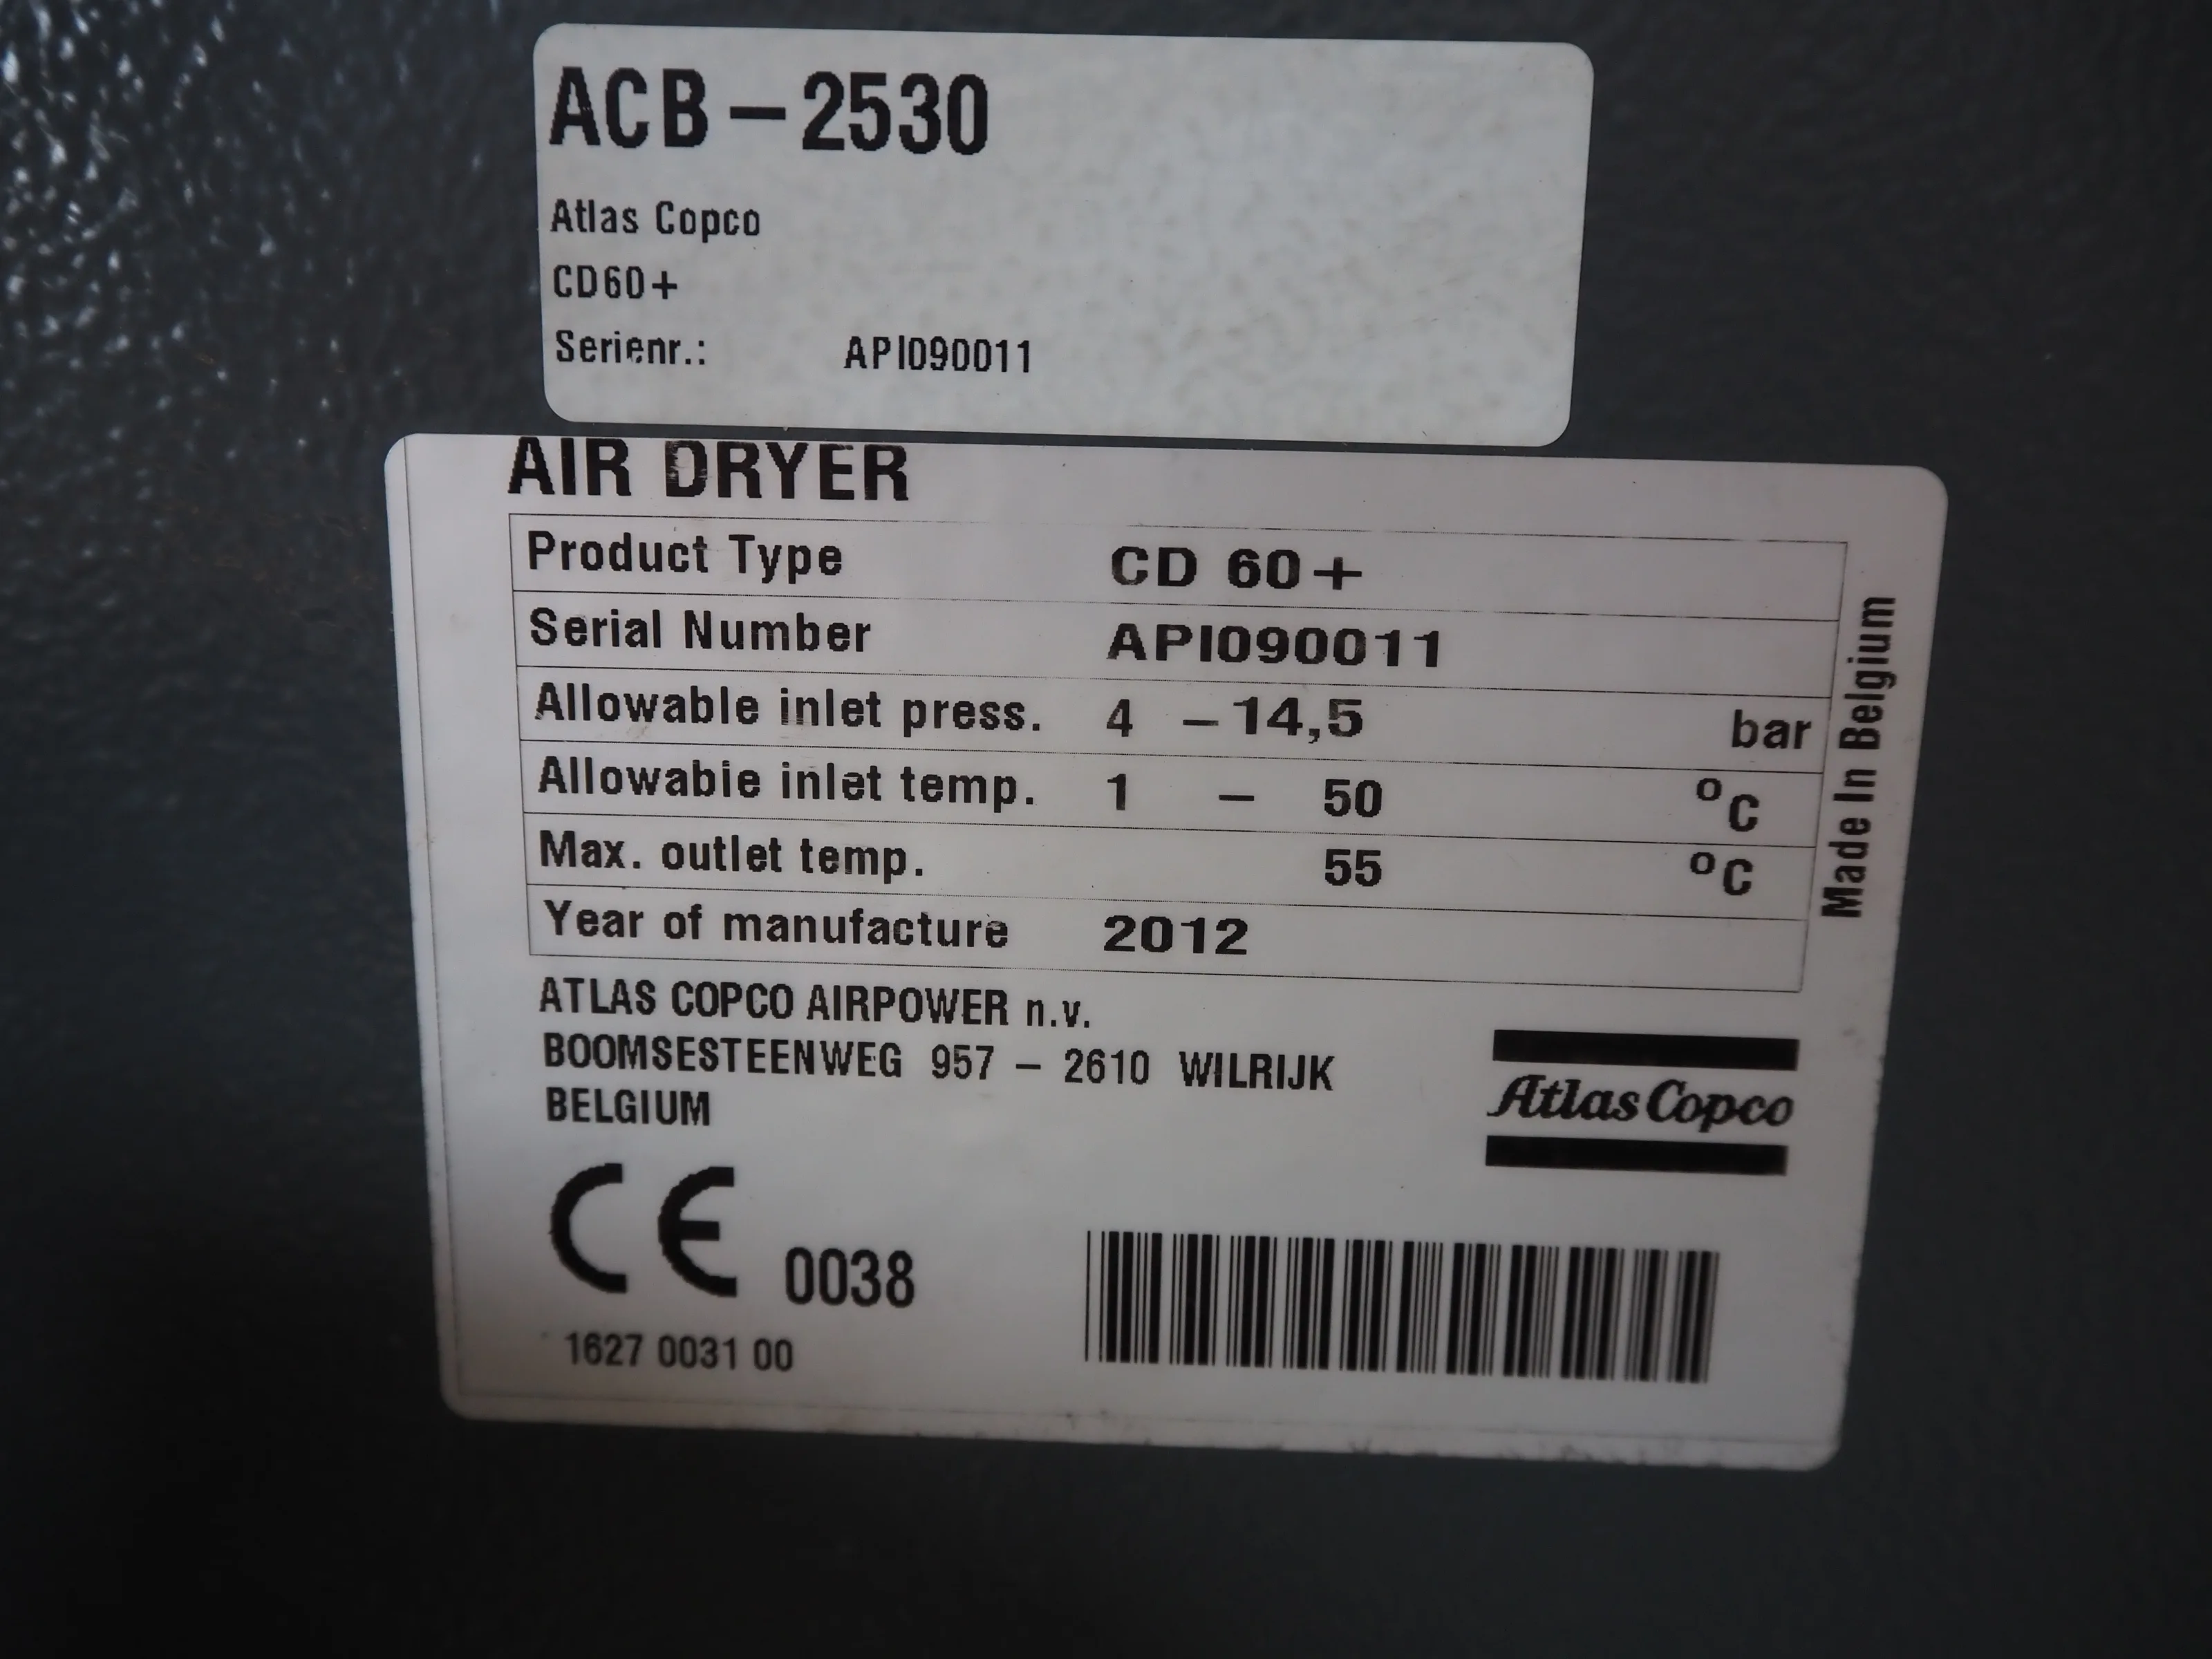 ACB - 2530
Atlas Copco
CD60+
Serienr.: API090011
AIR DRYER
Product Type CD 60+
Serial Number API090011
Allowable inlet press. 4 - 14,5 bar
Allowable inlet temp. 1 - 50 °C
Max. outlet temp. 55 °C
Year of manufacture 2012
Made In Belgium
ATLAS COPCO AIRPOWER n.v.
BOOMSESTEENWEG 957 - 2610 WILRIJK
BELGIUM
Atlas Copco
CE 0038
1627 0031 00